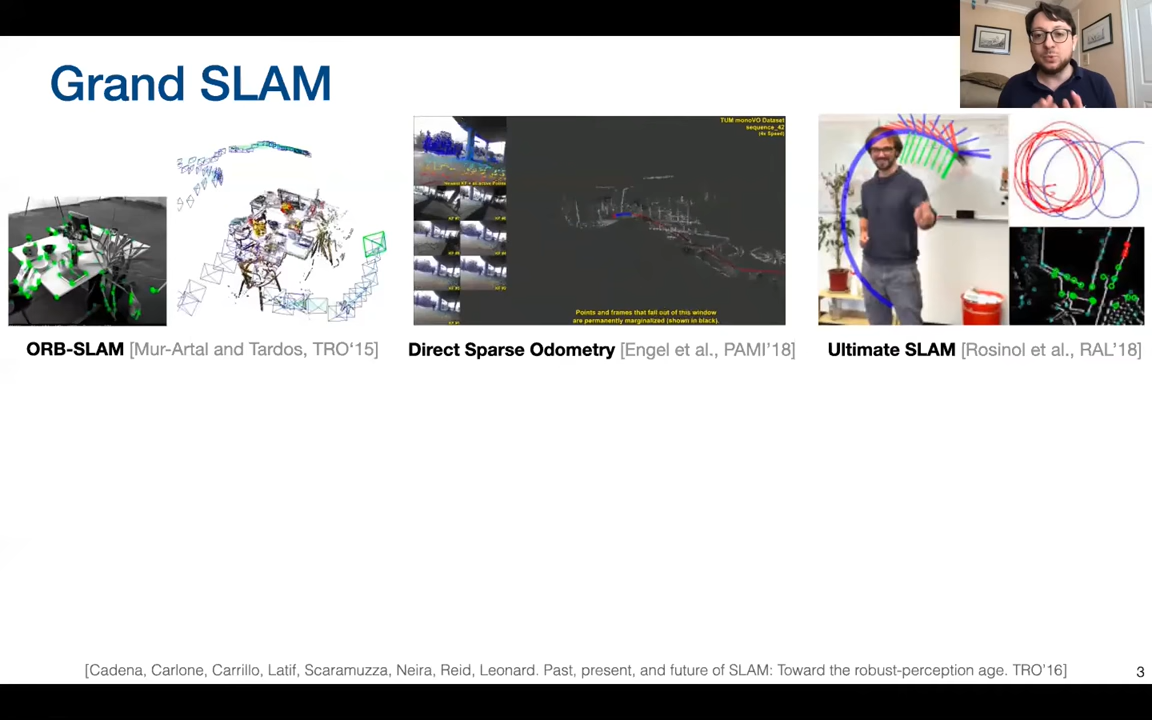 Grand SLAM
TUM monoVO Dataset
sequence_42
(4x Speed)
Points and frames that fall out of this window
are permanently marginalized (shown in black).
ORB-SLAM [Mur-Artal and Tardos, TRO‘15]
Direct Sparse Odometry [Engel et al., PAMI’18]
Ultimate SLAM [Rosinol et al., RAL’18]
[Cadena, Carlone, Carrillo, Latif, Scaramuzza, Neira, Reid, Leonard. Past, present, and future of SLAM: Toward the robust-perception age. TRO’16]
3